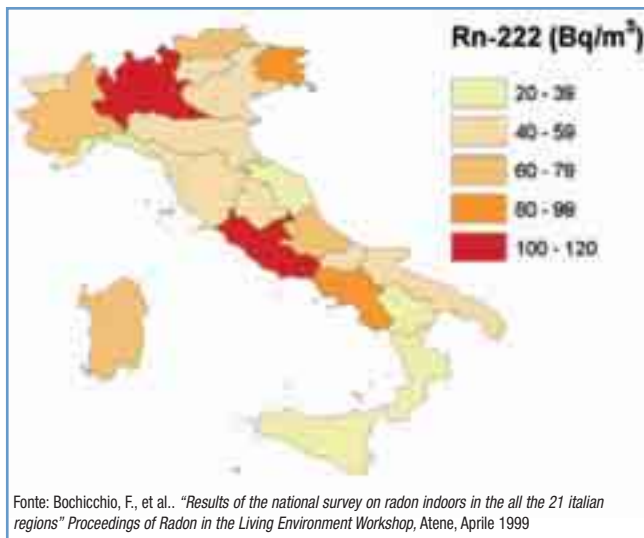 Rn-222 (Bq/m³)
20 - 39
40 - 59
60 - 79
80 - 99
100 - 120
Fonte: Bochicchio, F., et al.. “Results of the national survey on radon indoors in the all the 21 italian
regions” Proceedings of Radon in the Living Environment Workshop, Atene, Aprile 1999